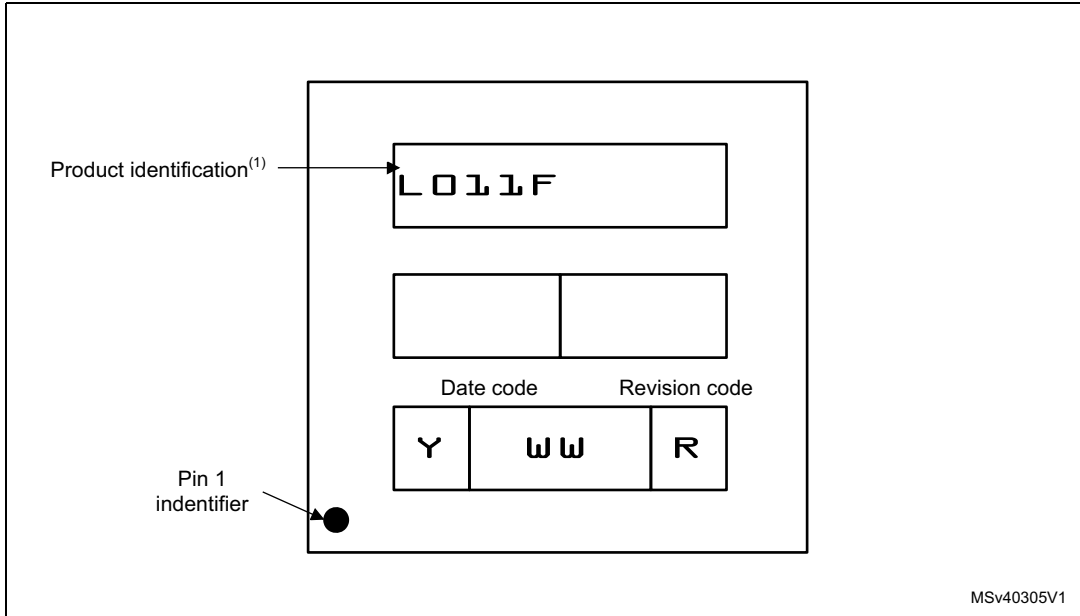 Product identification(1)
L011F
Date code Revision code
Y WW R
Pin 1
indentifier
MSv40305V1